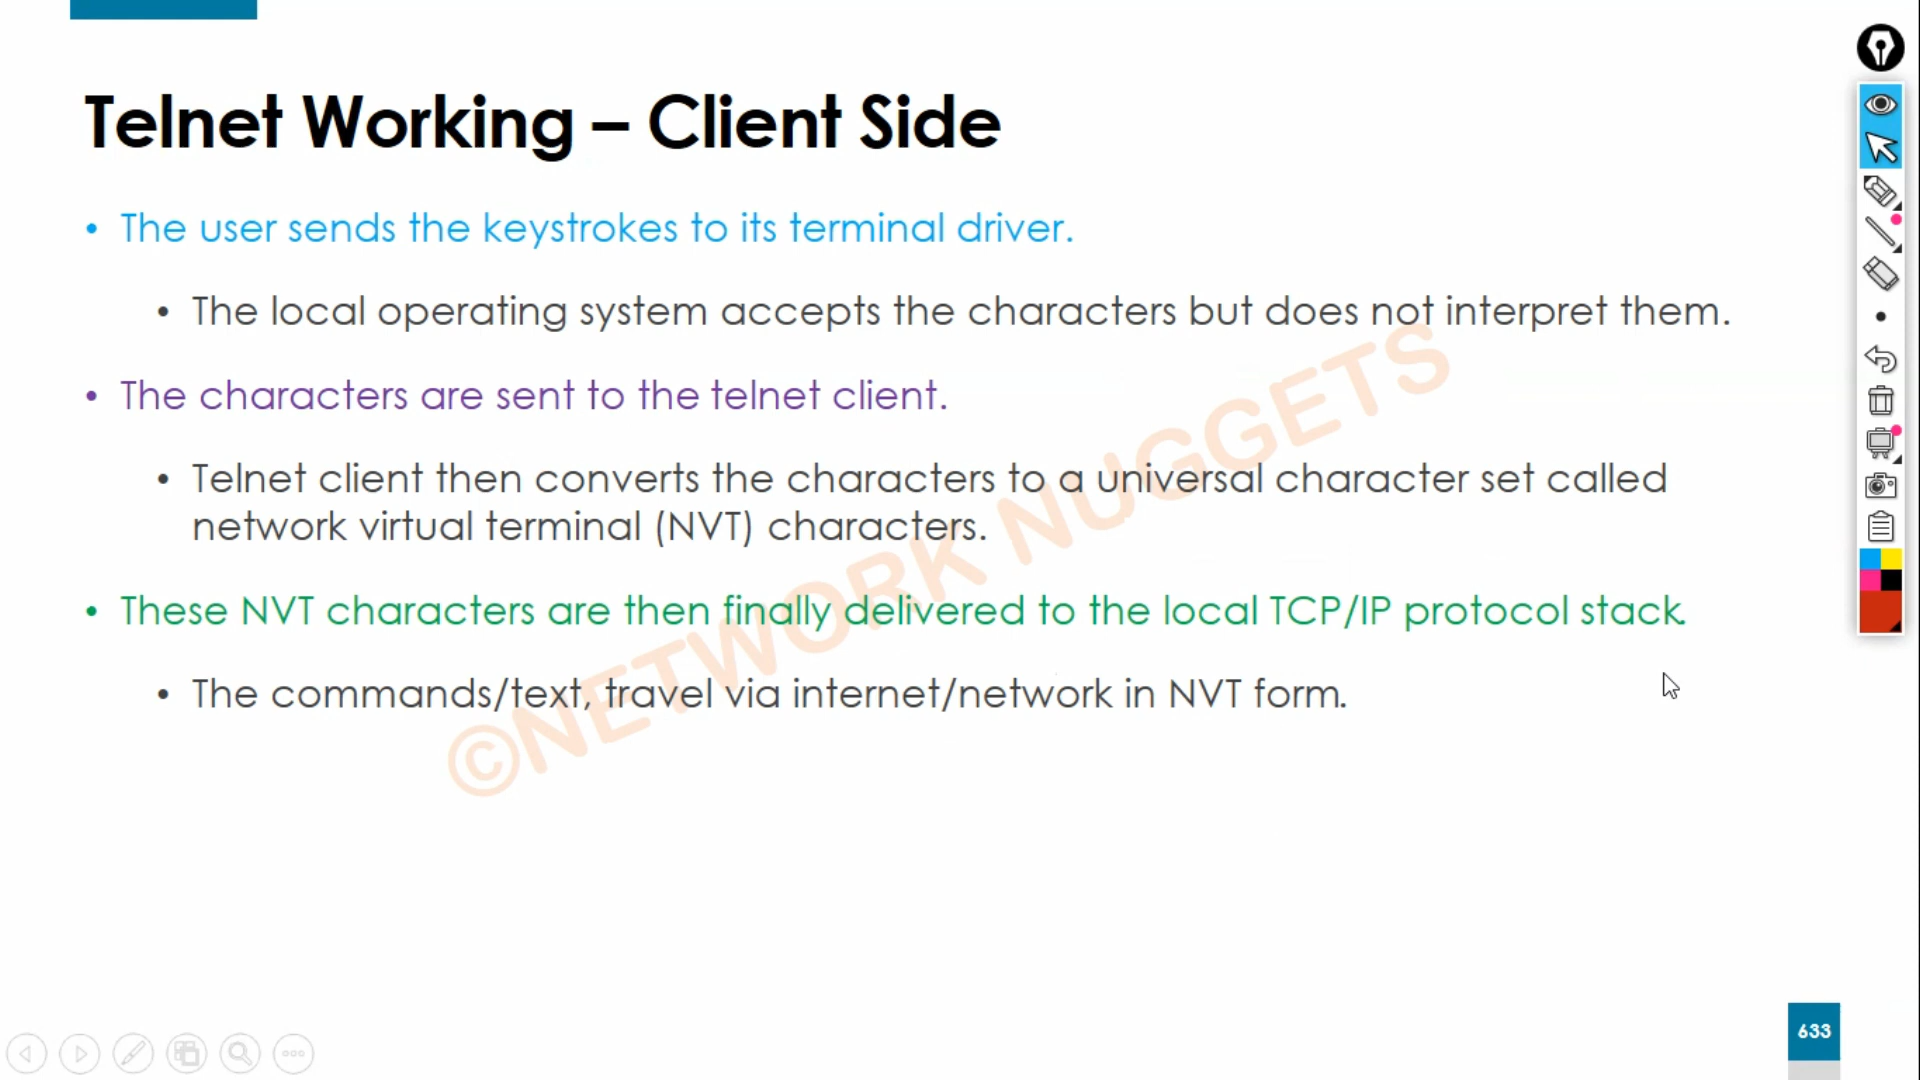 Telnet Working – Client Side
• The user sends the keystrokes to its terminal driver.
• The local operating system accepts the characters but does not interpret them.
• The characters are sent to the telnet client.
• Telnet client then converts the characters to a universal character set called
network virtual terminal (NVT) characters.
• These NVT characters are then finally delivered to the local TCP/IP protocol stack.
• The commands/text, travel via internet/network in NVT form.
©NETWORK NUGGETS
633